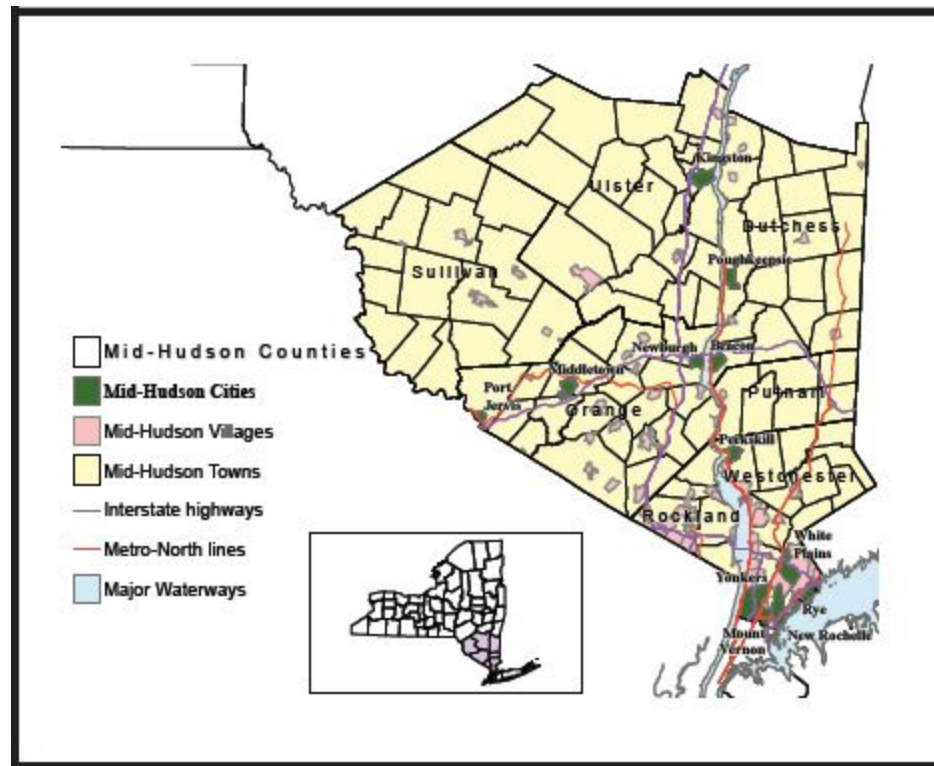 Kingston
Ulster
Dutchess
Poughkeepsie
Sullivan
Newburgh
Beacon
Middletown
Port
Jervis
Orange
Putnam
Peekskill
Westchester
Rockland
White
Plains
Yonkers
Rye
Mount
Vernon
New Rochelle
Mid-Hudson Counties
Mid-Hudson Cities
Mid-Hudson Villages
Mid-Hudson Towns
Interstate highways
Metro-North lines
Major Waterways